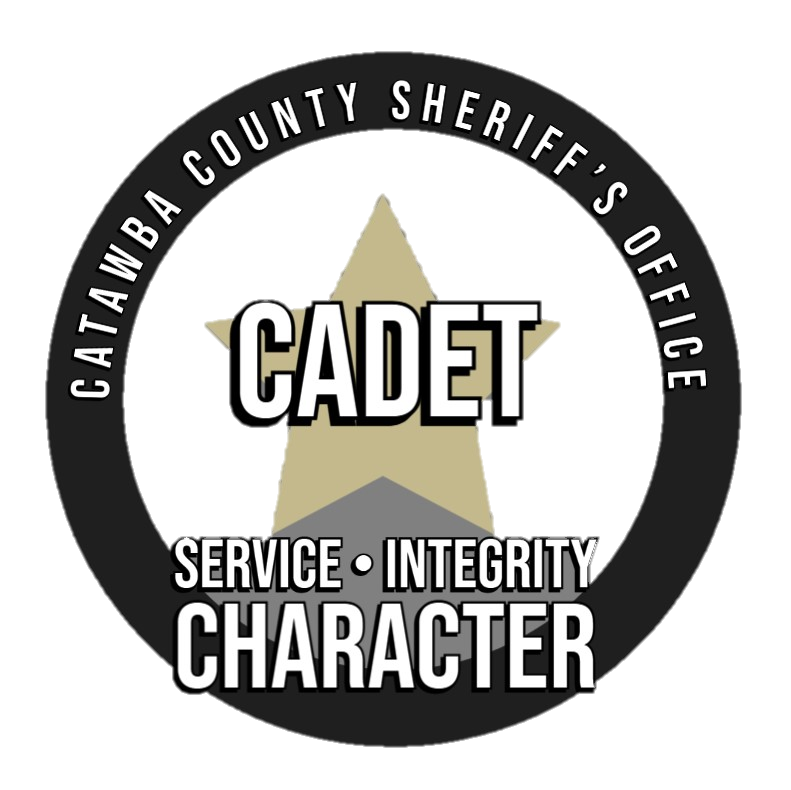 CATAWBA COUNTY SHERIFF'S OFFICE
CADET
SERVICE • INTEGRITY
CHARACTER